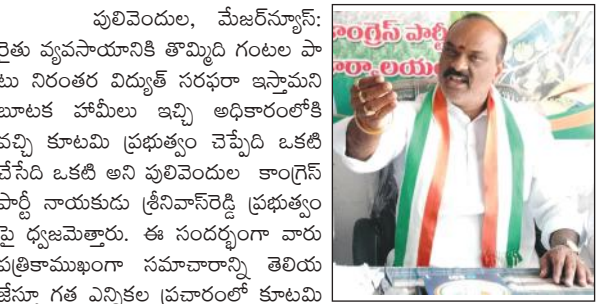 పులివెందుల, మేజర్‌న్యూస్:
రైతు వ్యవసాయానికి తొమ్మిది గంటల పా
టు నిరంతర విద్యుత్ సరఫరా ఇస్తామని
బూటక హామీలు ఇచ్చి అధికారంలోకి
వచ్చి కూటమి ప్రభుత్వం చెప్పేది ఒకటి
చేసేది ఒకటి అని పులివెందుల కాంగ్రెస్
పార్టీ నాయకుడు శ్రీనివాస్‌రెడ్డి ప్రభుత్వం
పై ధ్వజమెత్తారు. ఈ సందర్భంగా వారు
పత్రికాముఖంగా సమాచారాన్ని తెలియ
జేస్తూ గత ఎన్నికల ప్రచారంలో కూటమి
కాంగ్రెస్ పార్టీ
కార్యాలయం